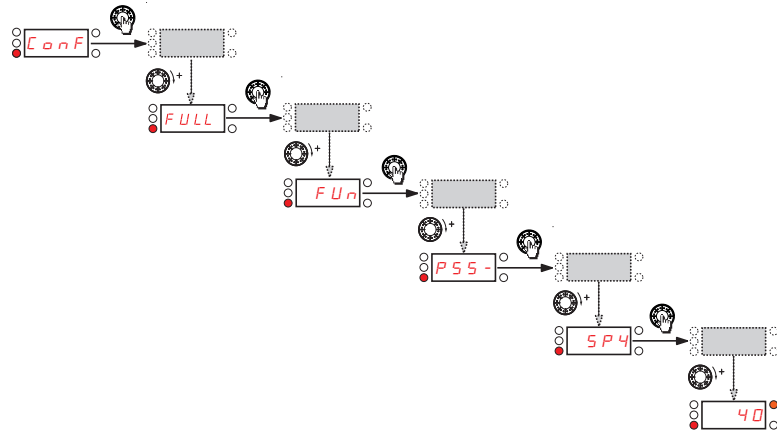 ConF
+
FULL
+
FUn
+
PSS-
+
SP4
+
40